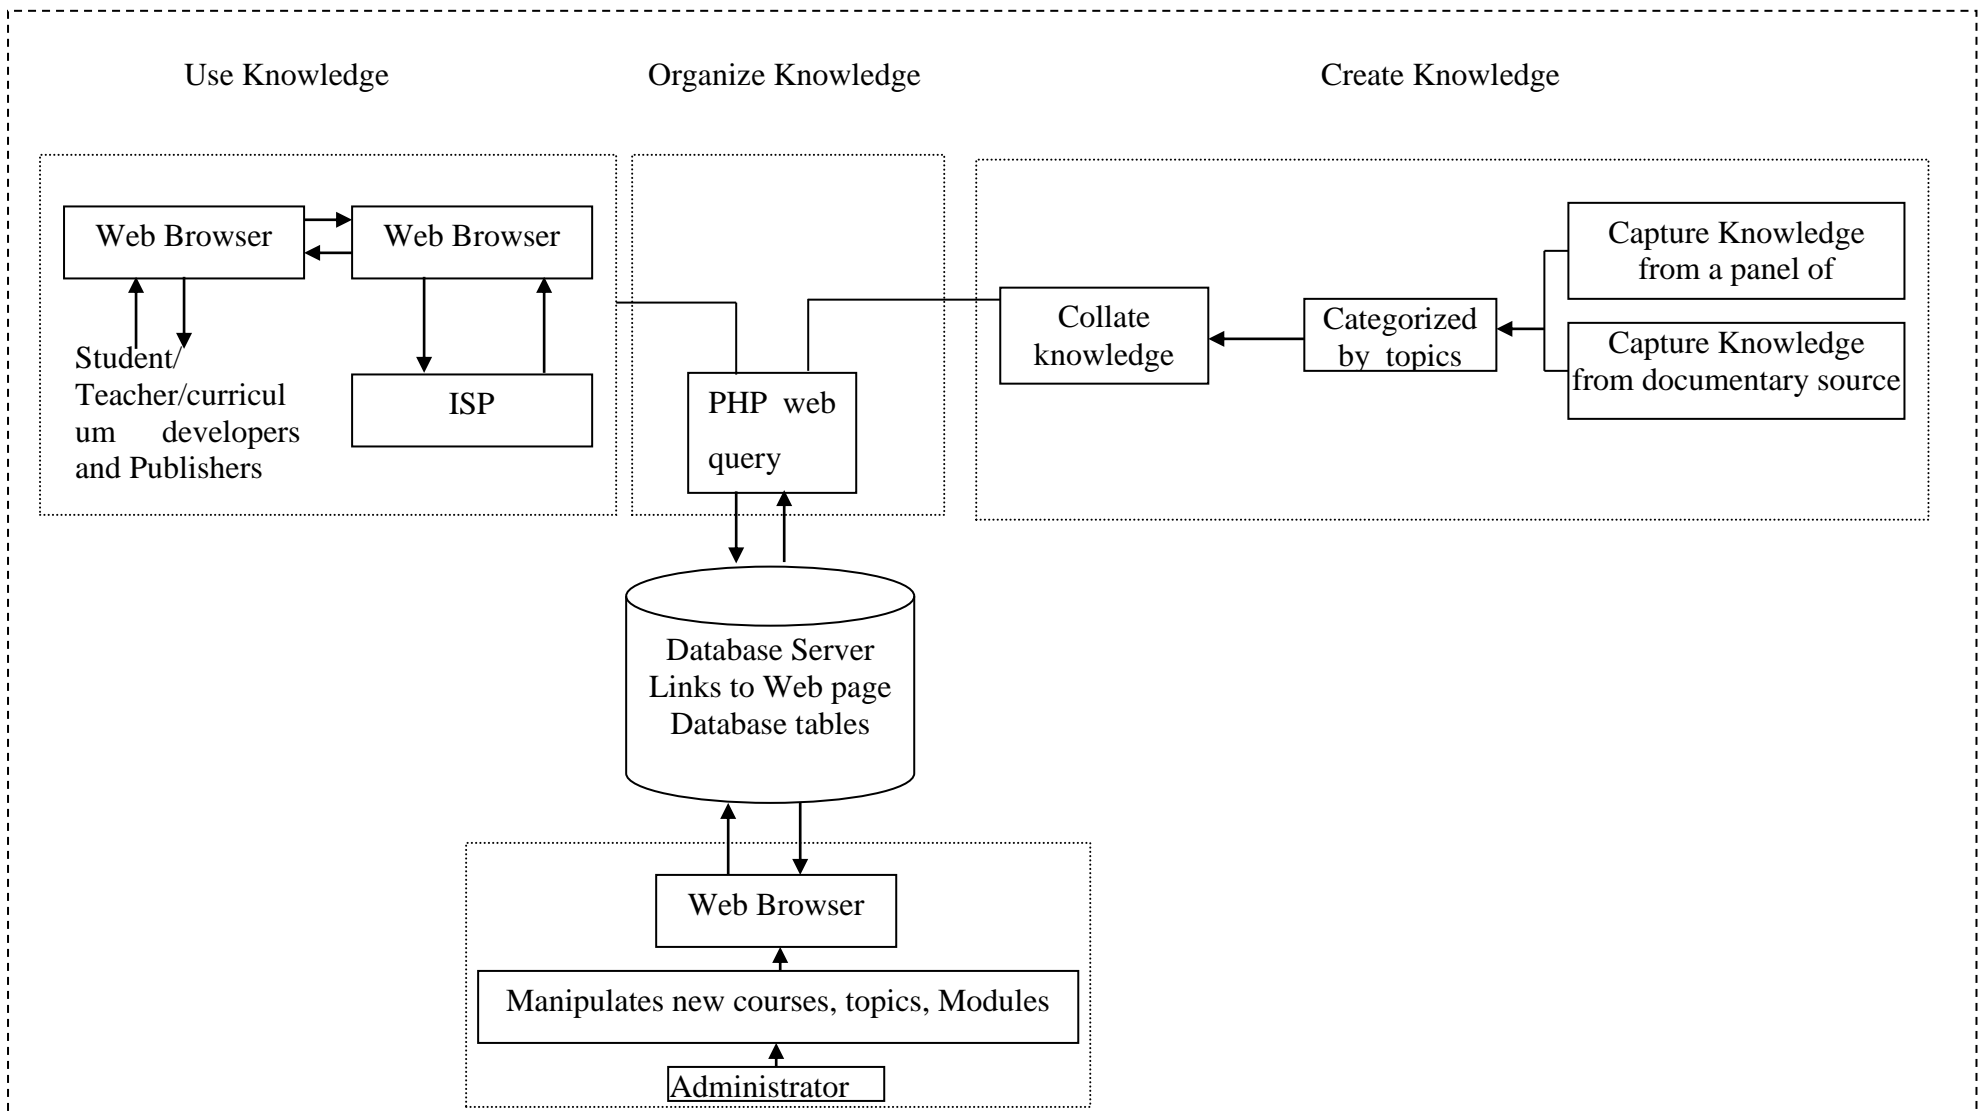 Use Knowledge
Organize Knowledge
Create Knowledge
Web Browser
Web Browser
Student/
Teacher/curricul
um developers
and Publishers
ISP
PHP web
query
Collate
knowledge
Categorized
by topics
Capture Knowledge
from a panel of
Capture Knowledge
from documentary source
Database Server
Links to Web page
Database tables
Web Browser
Manipulates new courses, topics, Modules
Administrator